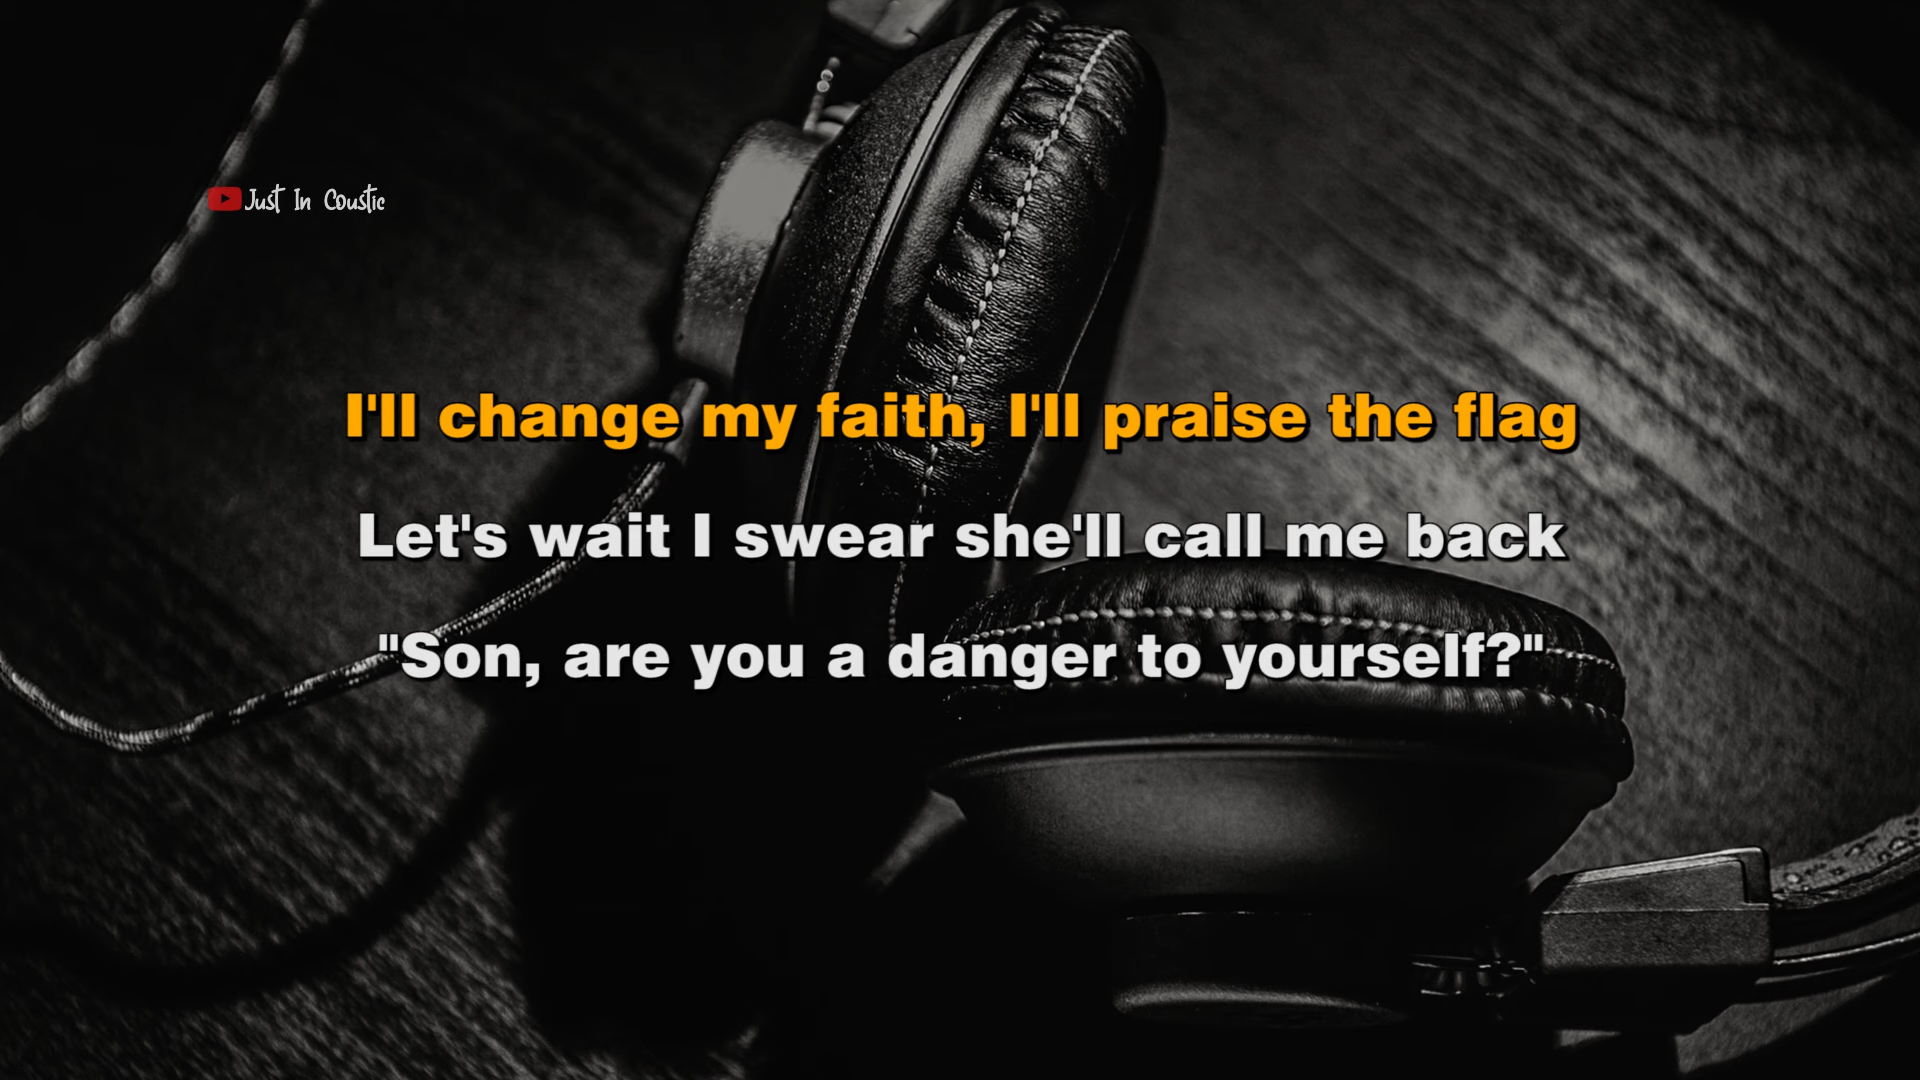 Just In Coustic
I'll change my faith, I'll praise the flag
Let's wait I swear she'll call me back
"Son, are you a danger to yourself?"